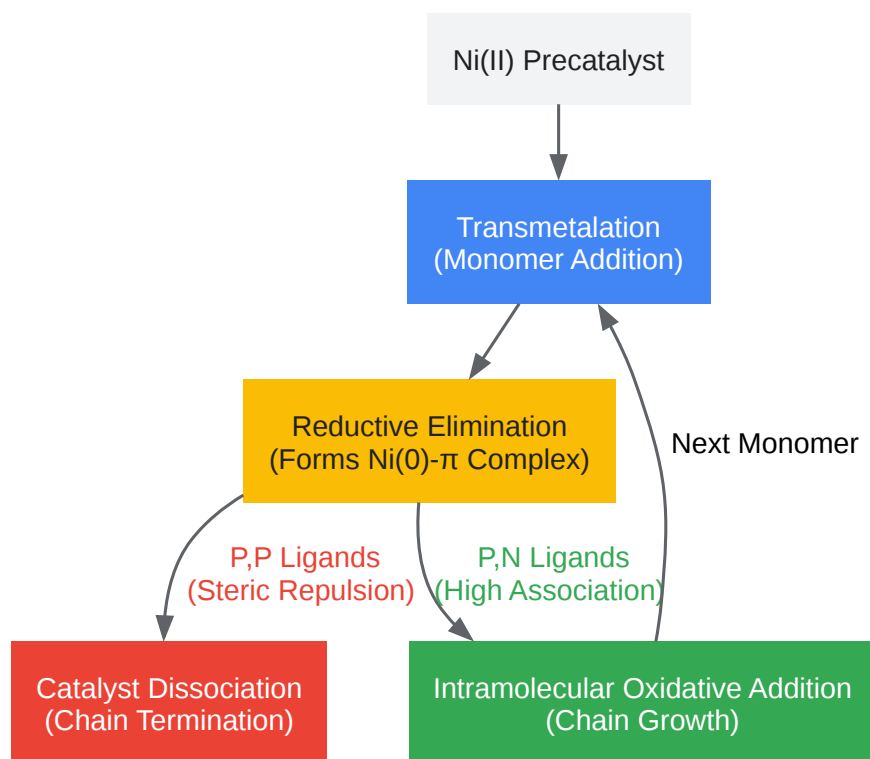 Ni(II) Precatalyst
Transmetalation
(Monomer Addition)
Reductive Elimination
(Forms Ni(0)-π Complex)
Next Monomer
P,P Ligands
(Steric Repulsion)
P,N Ligands
(High Association)
Catalyst Dissociation
(Chain Termination)
Intramolecular Oxidative Addition
(Chain Growth)